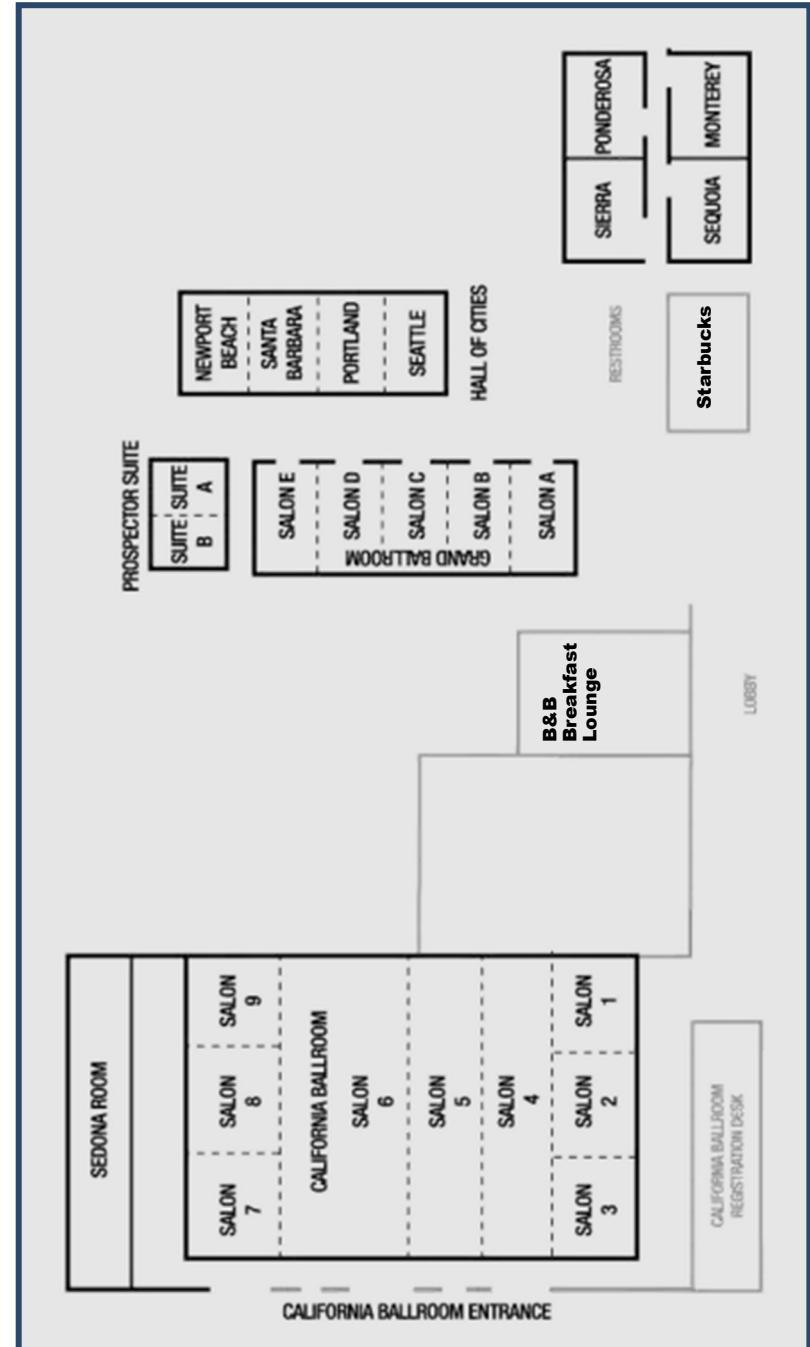 SEDONA ROOM
SALON
7
SALON
8
SALON
9
CALIFORNIA BALLROOM
SALON
6
SALON
5
SALON
4
SALON
3
SALON
2
SALON
1
CALIFORNIA BALLROOM ENTRANCE
CALIFORNIA BALLROOM
REGISTRATION DESK
B&B
Breakfast
Lounge
LOBBY
PROSPECTOR SUITE
SUITE
B
SUITE
A
SALON E
SALON D
SALON C
SALON B
SALON A
GRAND BALLROOM
NEWPORT
BEACH
SANTA
BARBARA
PORTLAND
SEATTLE
HALL OF CITIES
RESTROOMS
Starbucks
SIERRA
PONDEROSA
SEQUOIA
MONTEREY